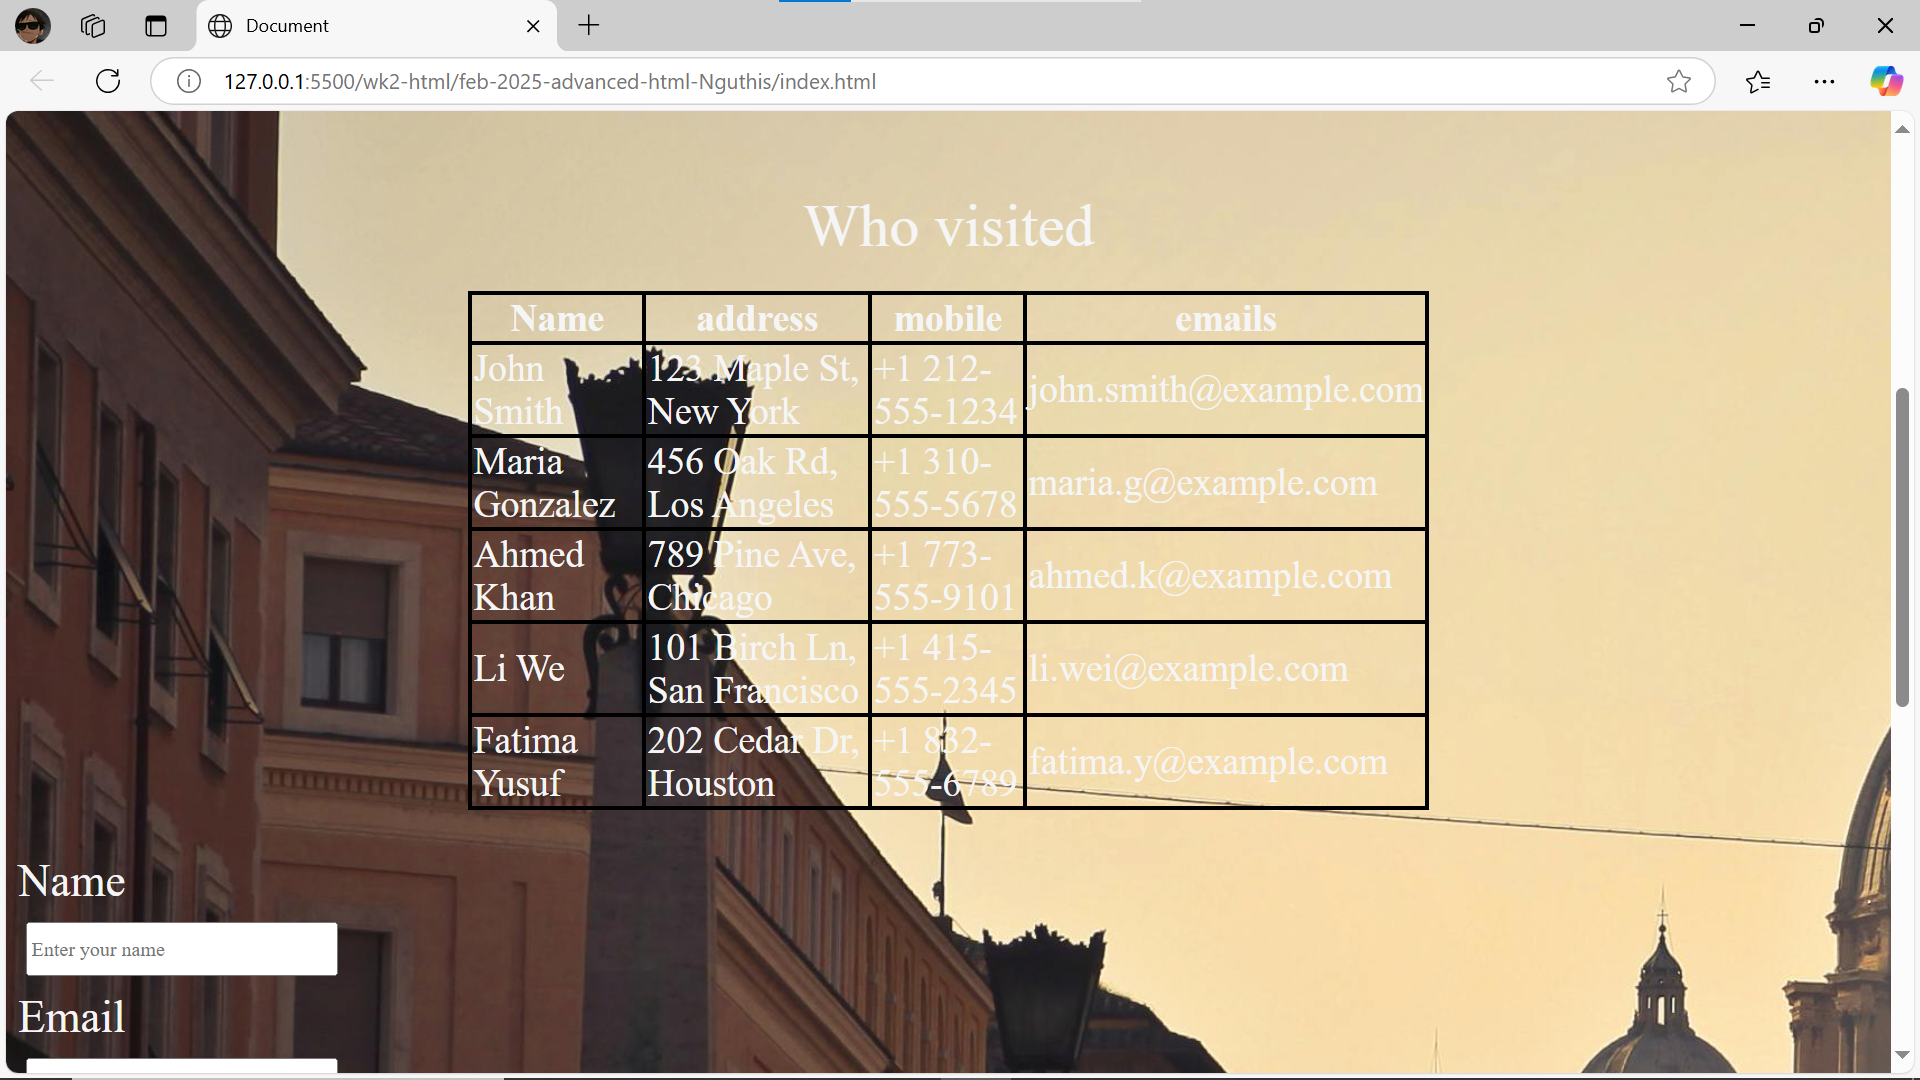 Document
127.0.0.1:5500/wk2-html/feb-2025-advanced-html-Nguthis/index.html
Who visited
Name address mobile emails
John Smith 123 Maple St, New York +1 212-555-1234 john.smith@example.com
Maria Gonzalez 456 Oak Rd, Los Angeles +1 310-555-5678 maria.g@example.com
Ahmed Khan 789 Pine Ave, Chicago +1 773-555-9101 ahmed.k@example.com
Li We 101 Birch Ln, San Francisco +1 415-555-2345 li.wei@example.com
Fatima Yusuf 202 Cedar Dr, Houston +1 832-555-6789 fatima.y@example.com
Name
Enter your name
Email